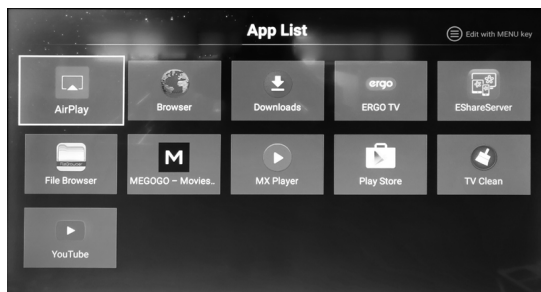 App List
Edit with MENU key
AirPlay
Browser
Downloads
ergo
ERGO TV
EShareServer
File Browser
M
MEGOGO – Movies..
MX Player
Play Store
TV Clean
YouTube